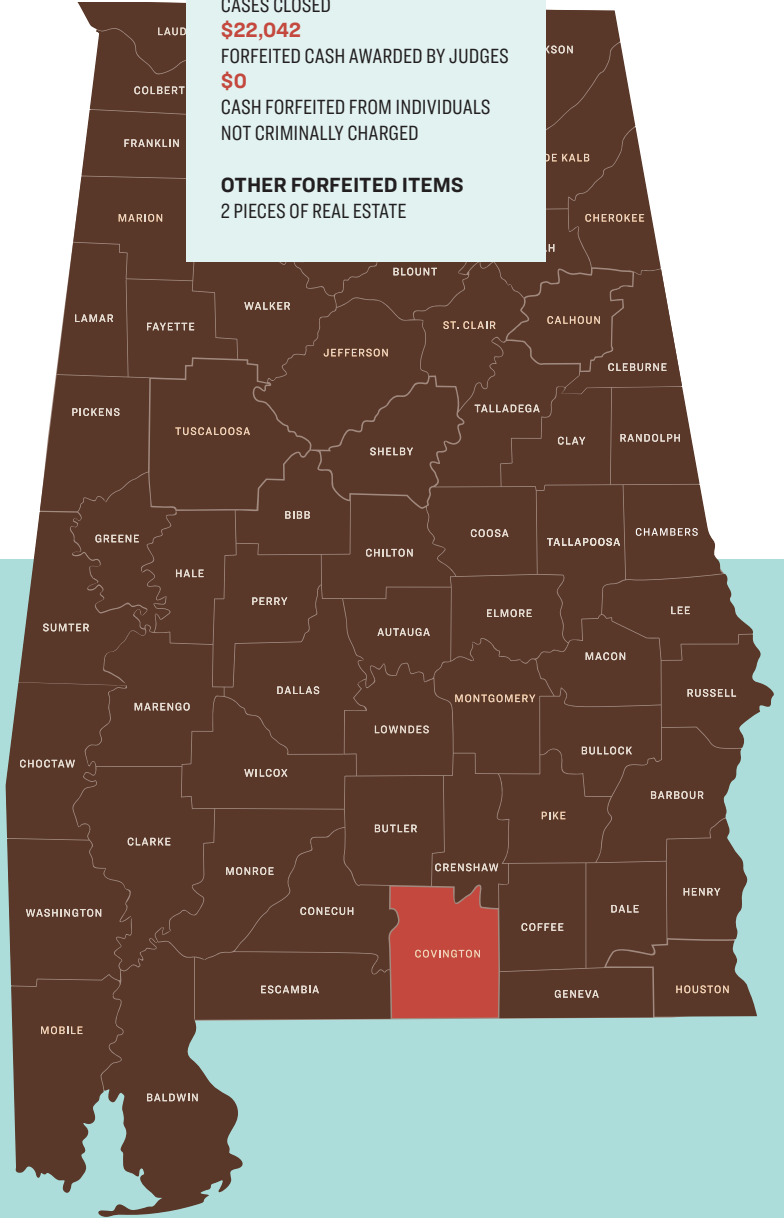 CASES CLOSED
$22,042
FORFEITED CASH AWARDED BY JUDGES
$0
CASH FORFEITED FROM INDIVIDUALS
NOT CRIMINALLY CHARGED
OTHER FORFEITED ITEMS
2 PIECES OF REAL ESTATE
COLBERT
FRANKLIN
MARION
CHEROKEE
DE KALB
BLOUNT
WALKER
LAMAR
FAYETTE
ST. CLAIR
CALHOUN
JEFFERSON
CLEBURNE
PICKENS
TALLADEGA
TUSCALOOSA
CLAY
RANDOLPH
SHELBY
BIBB
GREENE
COOSA
TALLAPOOSA
CHAMBERS
CHILTON
HALE
PERRY
ELMORE
LEE
SUMTER
AUTAUGA
MACON
DALLAS
MONTGOMERY
RUSSELL
MARENGO
LOWNDES
BULLOCK
CHOCTAW
WILCOX
BARBOUR
PIKE
BUTLER
CLARKE
CRENSHAW
MONROE
HENRY
CONECUH
DALE
WASHINGTON
COFFEE
COVINGTON
ESCAMBIA
GENEVA
HOUSTON
MOBILE
BALDWIN